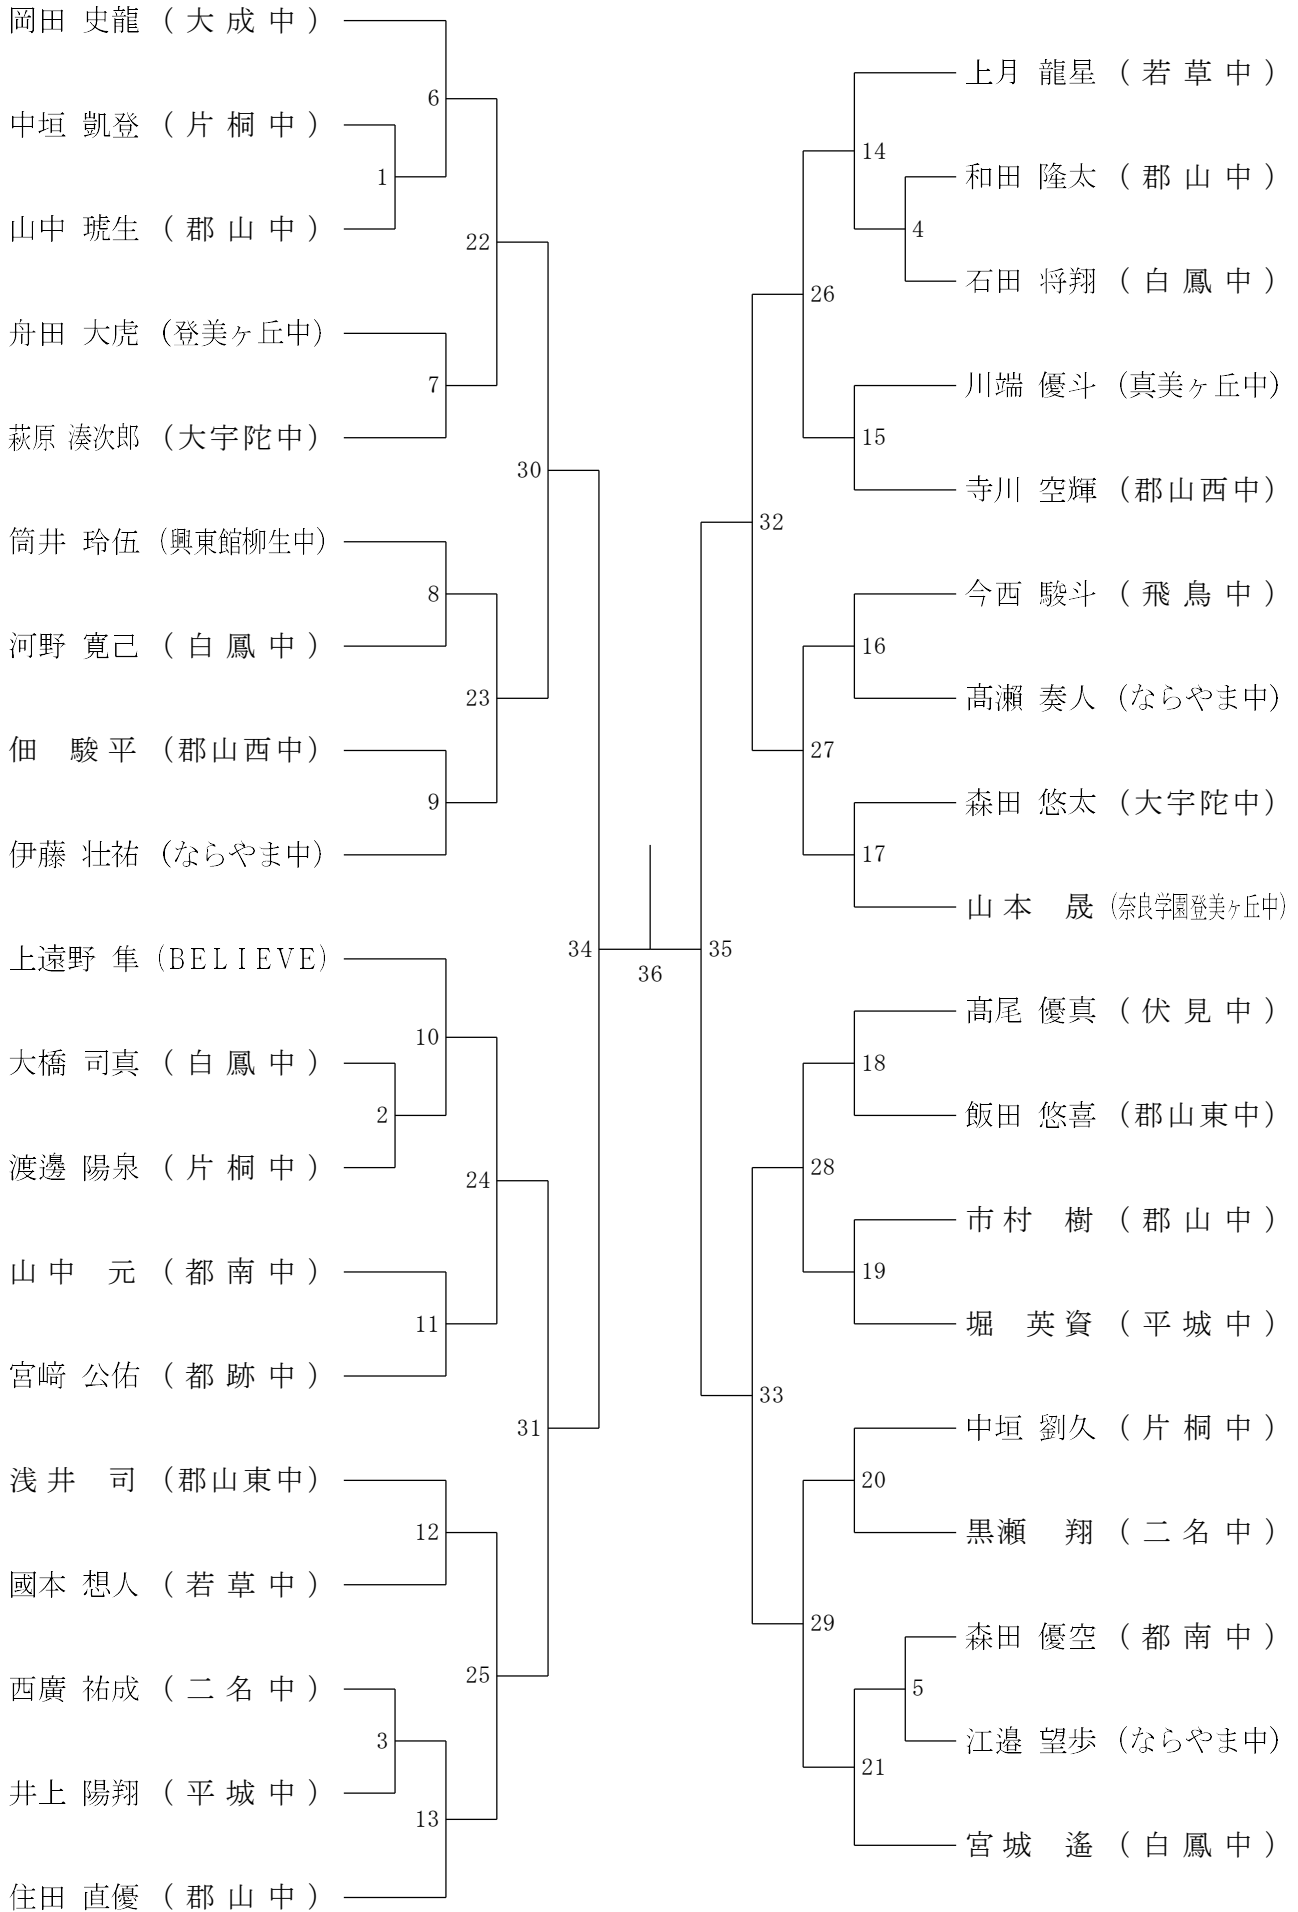 岡田 史龍 (大成中)
中垣 凱登 (片桐中)
山中 琥生 (郡山中)
舟田 大虎 (登美ヶ丘中)
萩原 湊次郎 (大宇陀中)
筒井 玲伍 (興東館柳生中)
河野 寛己 (白鳳中)
佃 駿平 (郡山西中)
伊藤 壮祐 (ならやま中)
上遠野 隼 (BELIEVE)
大橋 司真 (白鳳中)
渡邊 陽泉 (片桐中)
山中 元 (都南中)
宮﨑 公佑 (都跡中)
浅井 司 (郡山東中)
國本 想人 (若草中)
西廣 祐成 (二名中)
井上 陽翔 (平城中)
住田 直優 (郡山中)
1
2
3
6
7
8
9
10
11
12
13
22
23
24
25
30
31
34
36
35
32
33
26
27
28
29
14
15
16
17
18
19
20
21
4
5
上月 龍星 (若草中)
和田 隆太 (郡山中)
石田 将翔 (白鳳中)
川端 優斗 (真美ヶ丘中)
寺川 空輝 (郡山西中)
今西 駿斗 (飛鳥中)
髙瀨 奏人 (ならやま中)
森田 悠太 (大宇陀中)
山本 晟 (奈良学園登美ヶ丘中)
髙尾 優真 (伏見中)
飯田 悠喜 (郡山東中)
市村 樹 (郡山中)
堀 英資 (平城中)
中垣 劉久 (片桐中)
黒瀬 翔 (二名中)
森田 優空 (都南中)
江邉 望歩 (ならやま中)
宮城 遙 (白鳳中)